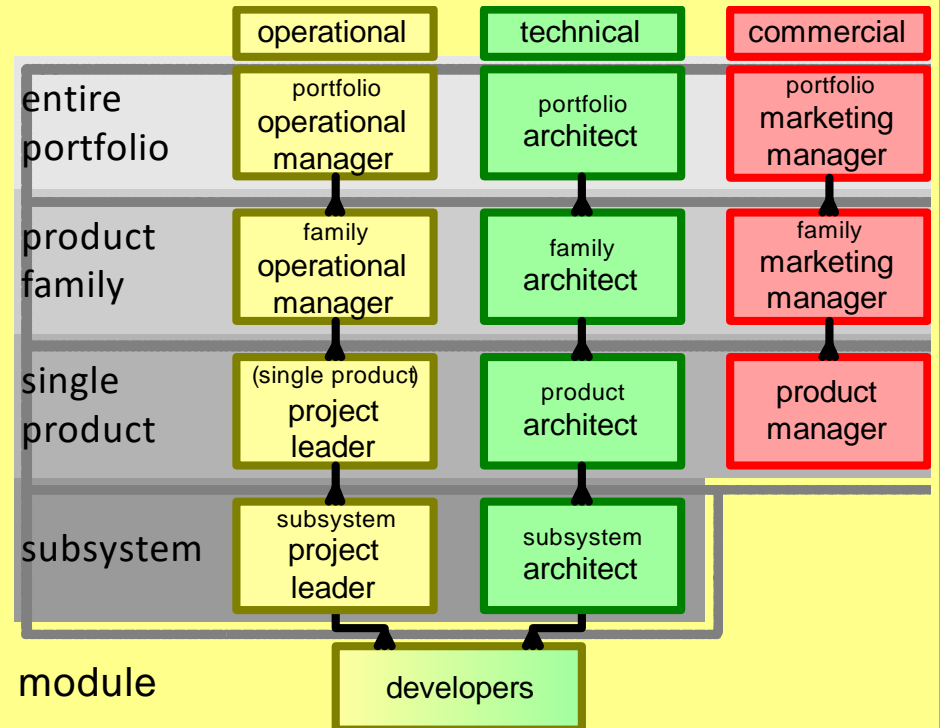 operational
technical
commercial
entire
portfolio
portfolio
operational
manager
portfolio
architect
portfolio
marketing
manager
product
family
family
operational
manager
family
architect
family
marketing
manager
single
product
(single product)
project
leader
product
architect
product
manager
subsystem
subsystem
project
leader
subsystem
architect
module
developers